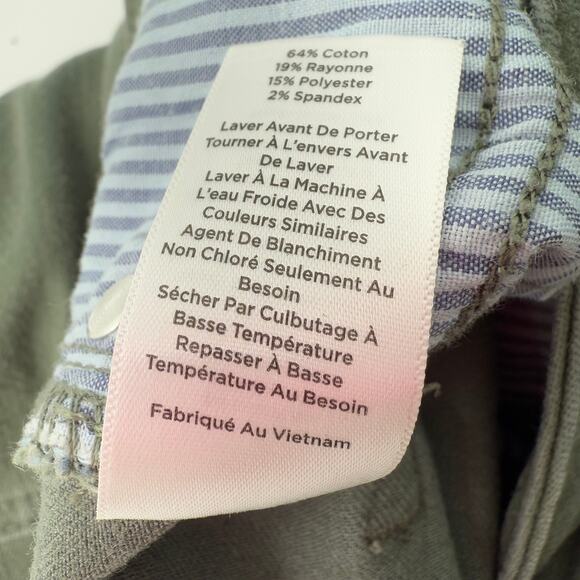 64% Coton
19% Rayonne
15% Polyester
2% Spandex
Laver Avant De Porter
Tourner À L'envers Avant
De Laver
Laver À La Machine À
L'eau Froide Avec Des
Couleurs Similaires
Agent De Blanchiment
Non Chloré Seulement Au
Besoin
Sécher Par Culbutage À
Basse Température
Repasser À Basse
Température Au Besoin
Fabriqué Au Vietnam